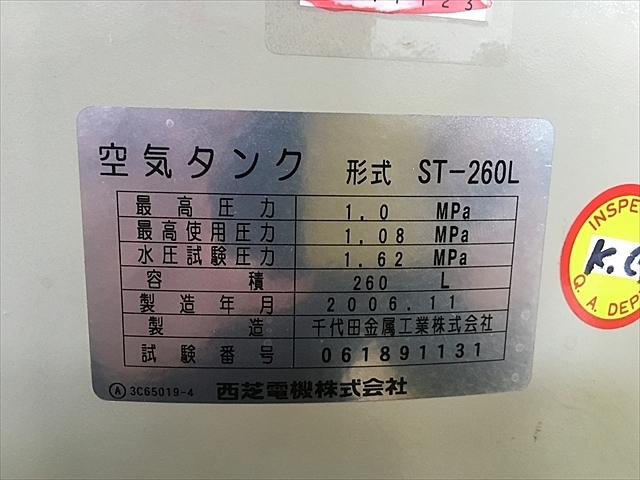 空気タンク 形式 ST-260L
最高圧力 1.0 MPa
最高使用圧力 1.08 MPa
水圧試験圧力 1.62 MPa
容積 260 L
製造年月 2006.11
製造 千代田金属工業株式会社
試験番号 061891131
Ⓐ 3C65019-4 西芝電機株式会社
Q.A.